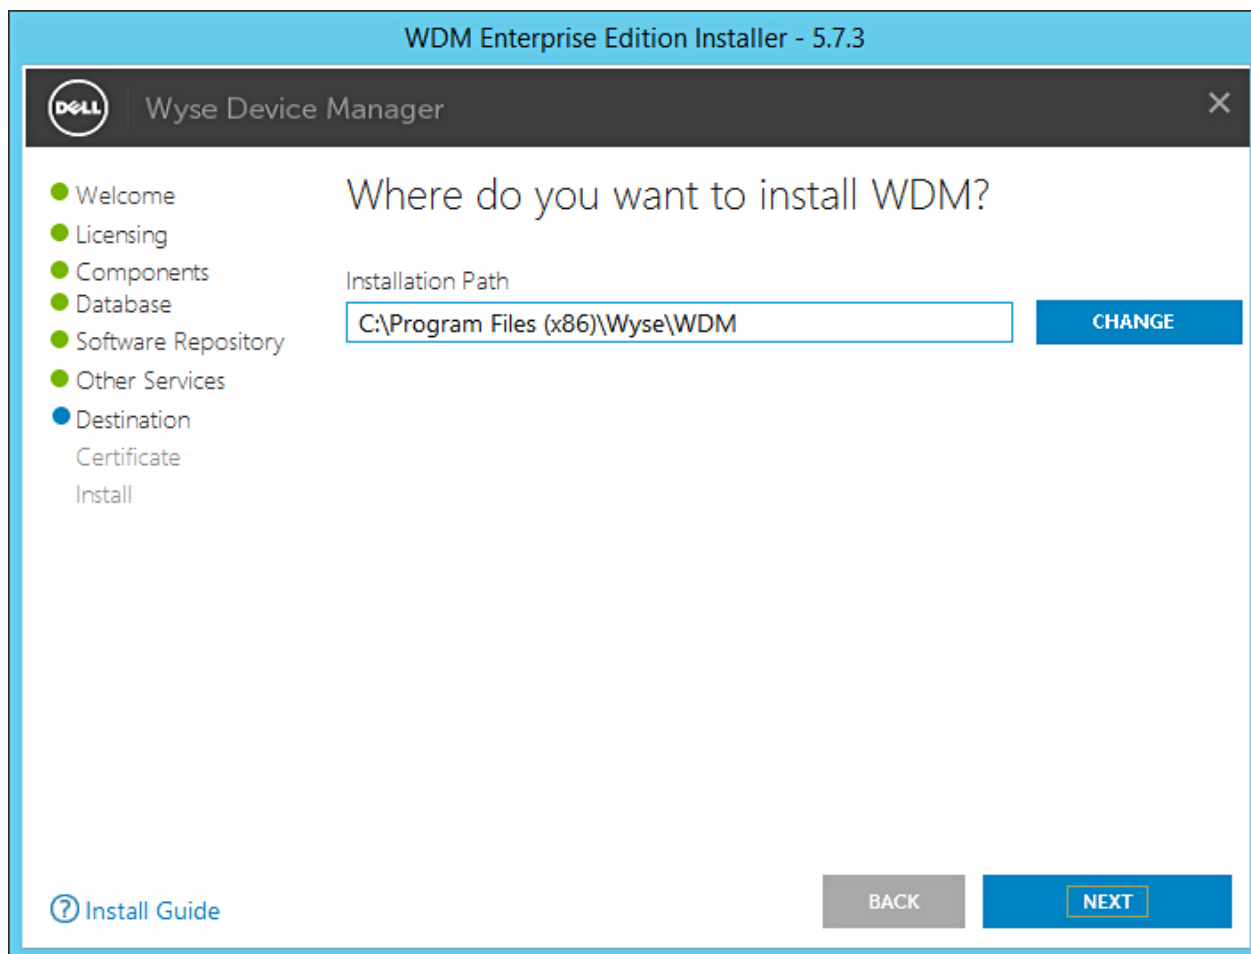 WDM Enterprise Edition Installer - 5.7.3
DELL
Wyse Device Manager
Welcome
Licensing
Components
Database
Software Repository
Other Services
Destination
Certificate
Install
Where do you want to install WDM?
Installation Path
C:\Program Files (x86)\Wyse\WDM
CHANGE
? Install Guide
BACK
NEXT